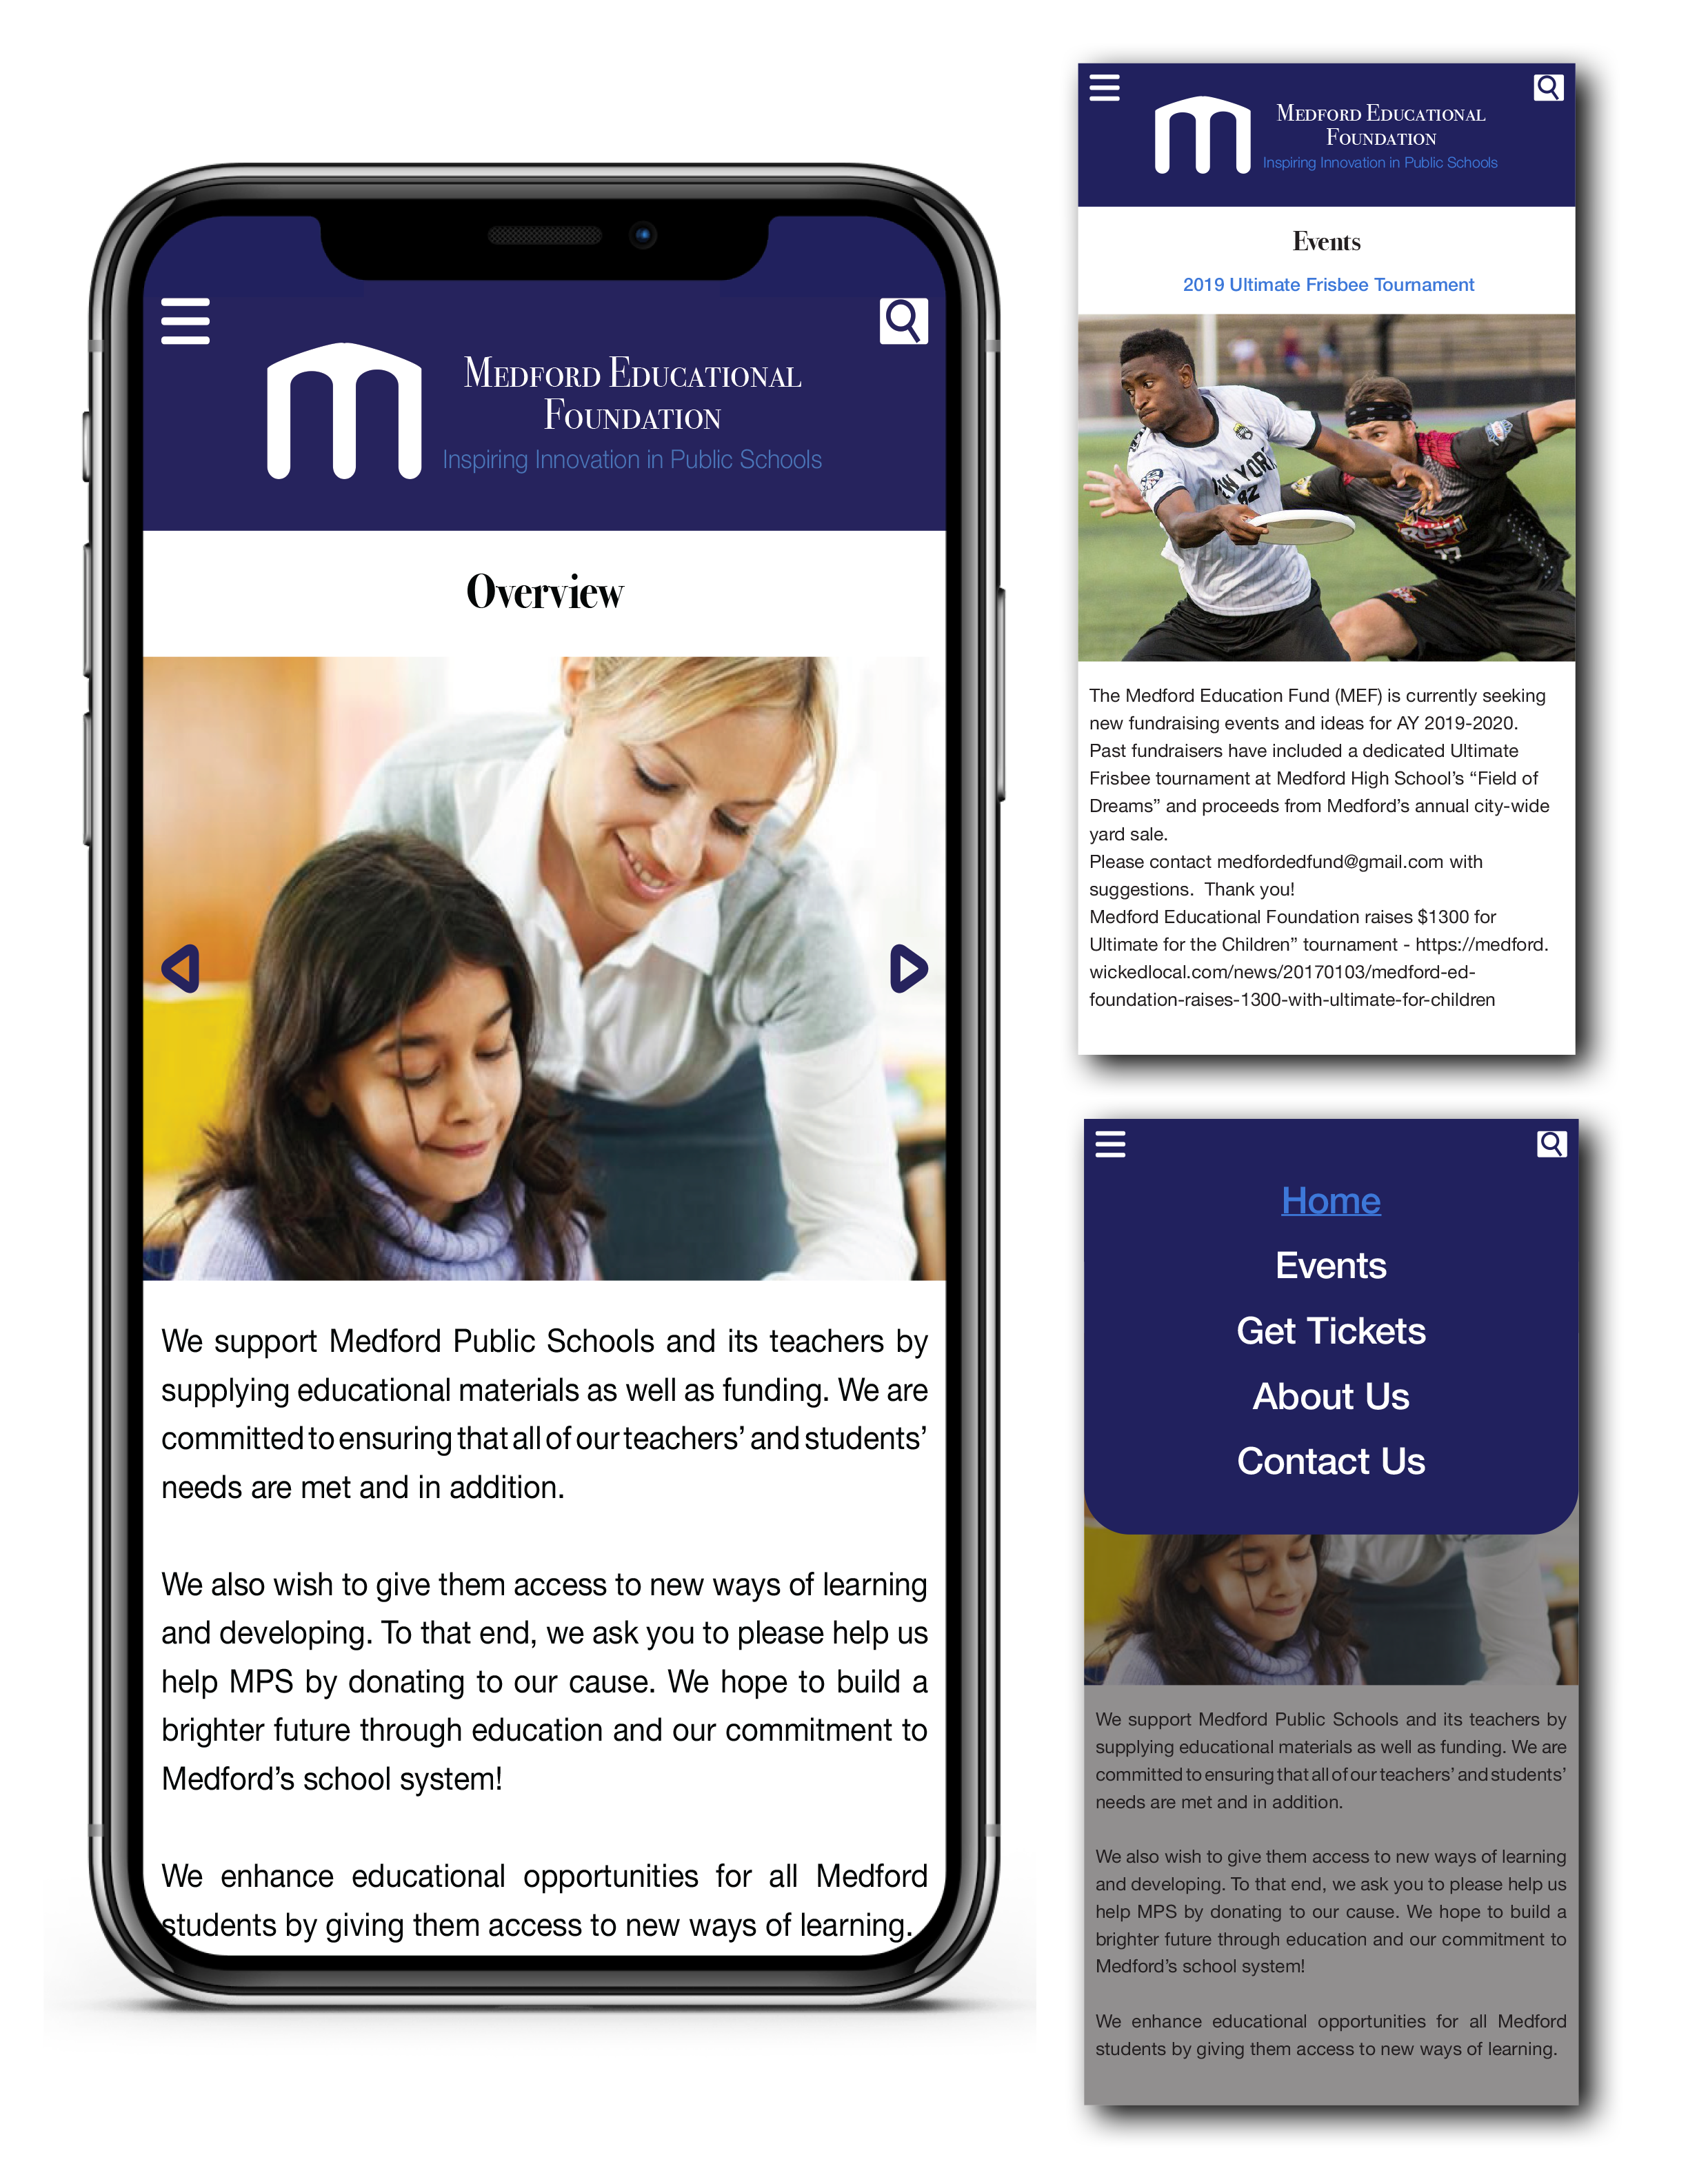 MEDFORD EDUCATIONAL
FOUNDATION
Inspiring Innovation in Public Schools
Overview
We support Medford Public Schools and its teachers by
supplying educational materials as well as funding. We are
committed to ensuring that all of our teachers’ and students’
needs are met and in addition.
We also wish to give them access to new ways of learning
and developing. To that end, we ask you to please help us
help MPS by donating to our cause. We hope to build a
brighter future through education and our commitment to
Medford’s school system!
We enhance educational opportunities for all Medford
students by giving them access to new ways of learning.
MEDFORD EDUCATIONAL
FOUNDATION
Inspiring Innovation in Public Schools
Events
2019 Ultimate Frisbee Tournament
NEW YORK
82
RUSH
The Medford Education Fund (MEF) is currently seeking
new fundraising events and ideas for AY 2019-2020.
Past fundraisers have included a dedicated Ultimate
Frisbee tournament at Medford High School’s “Field of
Dreams” and proceeds from Medford’s annual city-wide
yard sale.
Please contact medfordedfund@gmail.com with
suggestions.  Thank you!
Medford Educational Foundation raises $1300 for
Ultimate for the Children” tournament - https://medford.
wickedlocal.com/news/20170103/medford-ed-
foundation-raises-1300-with-ultimate-for-children
Home
Events
Get Tickets
About Us
Contact Us
We support Medford Public Schools and its teachers by
supplying educational materials as well as funding. We are
committed to ensuring that all of our teachers’ and students’
needs are met and in addition.
We also wish to give them access to new ways of learning
and developing. To that end, we ask you to please help us
help MPS by donating to our cause. We hope to build a
brighter future through education and our commitment to
Medford’s school system!
We enhance educational opportunities for all Medford
students by giving them access to new ways of learning.